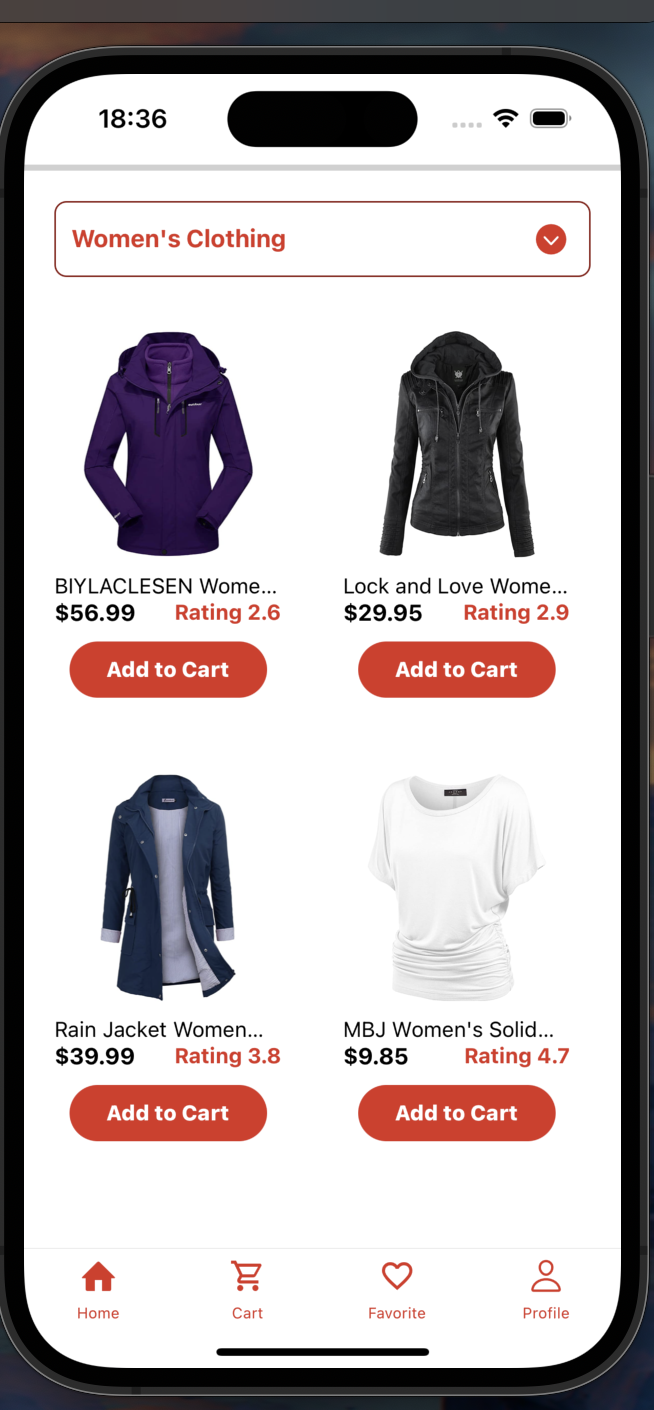 18:36
Women's Clothing
BIYLACLESEN Wome...
$56.99 Rating 2.6
Add to Cart
Lock and Love Wome...
$29.95 Rating 2.9
Add to Cart
Rain Jacket Women...
$39.99 Rating 3.8
Add to Cart
MBJ Women's Solid...
$9.85 Rating 4.7
Add to Cart
Home
Cart
Favorite
Profile